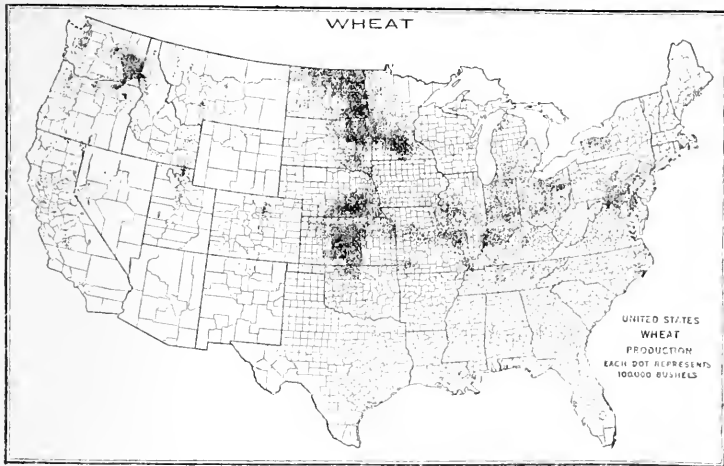 WHEAT
UNITED STATES
WHEAT
PRODUCTION
EACH DOT REPRESENTS
100,000 BUSHELS